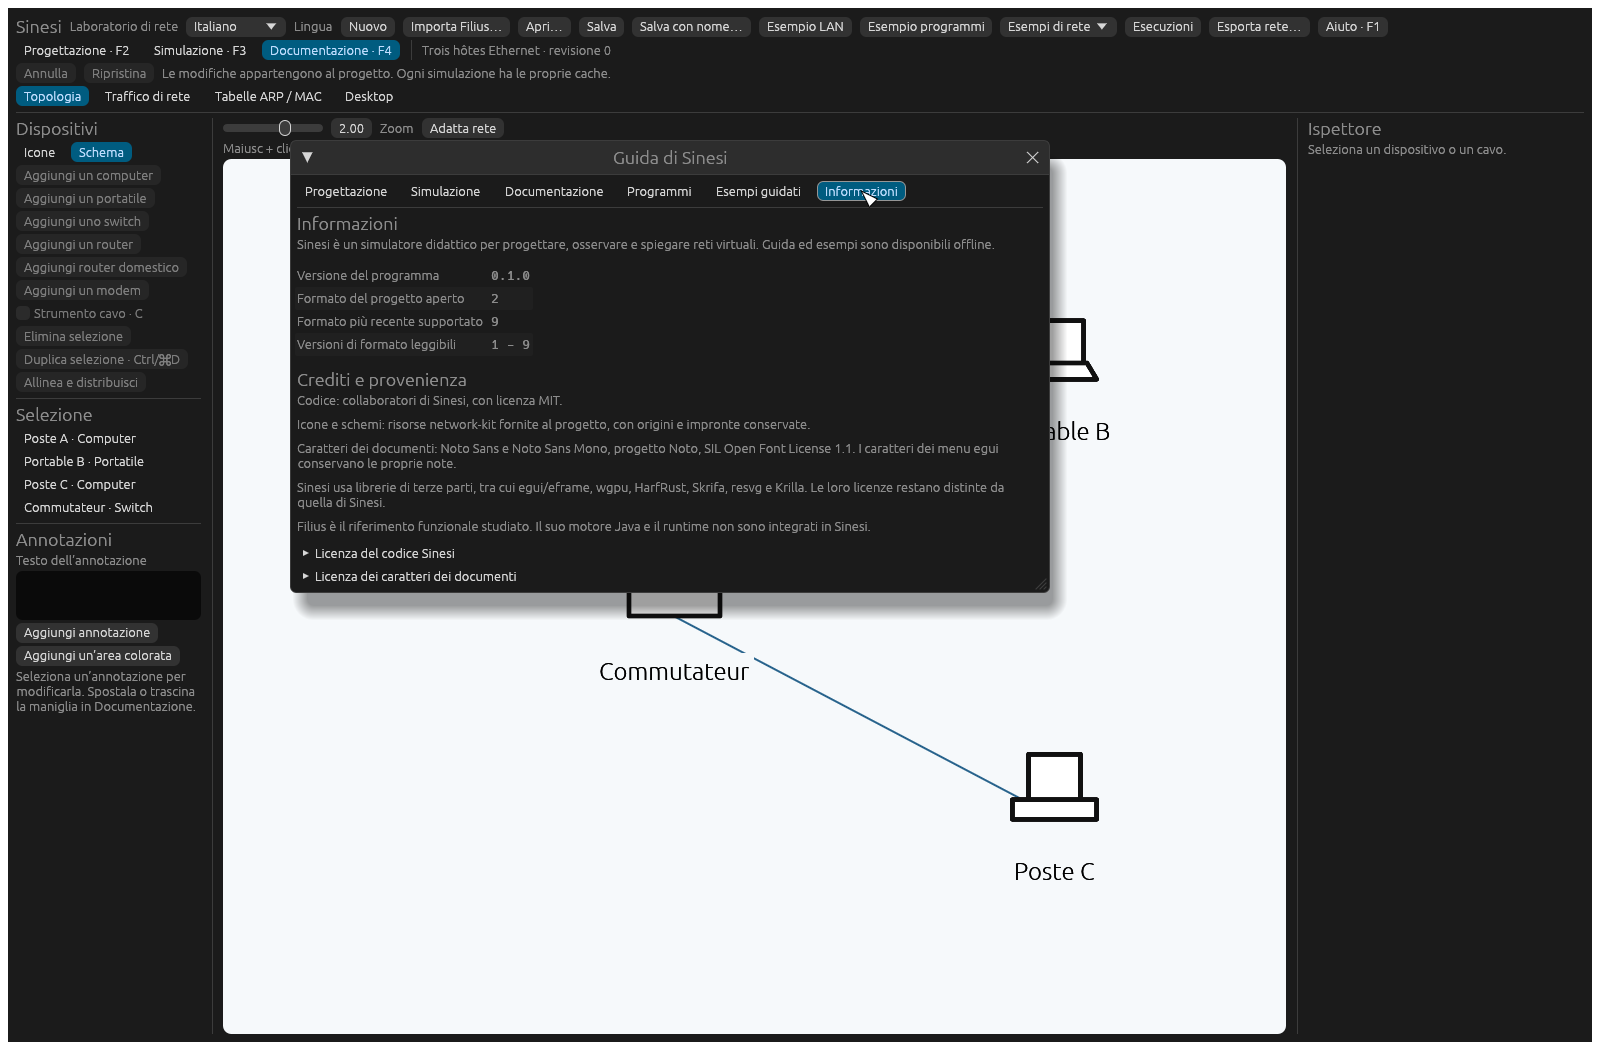 Sinesi Laboratorio di rete Italiano Lingua Nuovo Importa Filius… Apri… Salva Salva con nome… Esempio LAN Esempio programmi Esempi di rete Esecuzioni Esporta rete… Aiuto · F1
Progettazione · F2 Simulazione · F3 Documentazione · F4 Trois hôtes Ethernet · revisione 0
Annulla Ripristina Le modifiche appartengono al progetto. Ogni simulazione ha le proprie cache.
Topologia Traffico di rete Tabelle ARP / MAC Desktop
Dispositivi
Icone Schema
Aggiungi un computer
Aggiungi un portatile
Aggiungi uno switch
Aggiungi un router
Aggiungi router domestico
Aggiungi un modem
Strumento cavo · C
Elimina selezione
Duplica selezione · Ctrl/⌘D
Allinea e distribuisci
Selezione
Poste A · Computer
Portable B · Portatile
Poste C · Computer
Commutateur · Switch
Annotazioni
Testo dell’annotazione
Aggiungi annotazione
Aggiungi un’area colorata
Seleziona un’annotazione per
modificarla. Spostala o trascina
la maniglia in Documentazione.
2.00 Zoom Adatta rete
Maiusc + cli
Guida di Sinesi
Progettazione Simulazione Documentazione Programmi Esempi guidati Informazioni
Informazioni
Sinesi è un simulatore didattico per progettare, osservare e spiegare reti virtuali. Guida ed esempi sono disponibili offline.
Versione del programma 0.1.0
Formato del progetto aperto 2
Formato più recente supportato 9
Versioni di formato leggibili 1 – 9
Crediti e provenienza
Codice: collaboratori di Sinesi, con licenza MIT.
Icone e schemi: risorse network-kit fornite al progetto, con origini e impronte conservate.
Caratteri dei documenti: Noto Sans e Noto Sans Mono, progetto Noto, SIL Open Font License 1.1. I caratteri dei menu egui
conservano le proprie note.
Sinesi usa librerie di terze parti, tra cui egui/eframe, wgpu, HarfRust, Skrifa, resvg e Krilla. Le loro licenze restano distinte da
quella di Sinesi.
Filius è il riferimento funzionale studiato. Il suo motore Java e il runtime non sono integrati in Sinesi.
Licenza del codice Sinesi
Licenza dei caratteri dei documenti
able B
Commutateur
Poste C
Ispettore
Seleziona un dispositivo o un cavo.